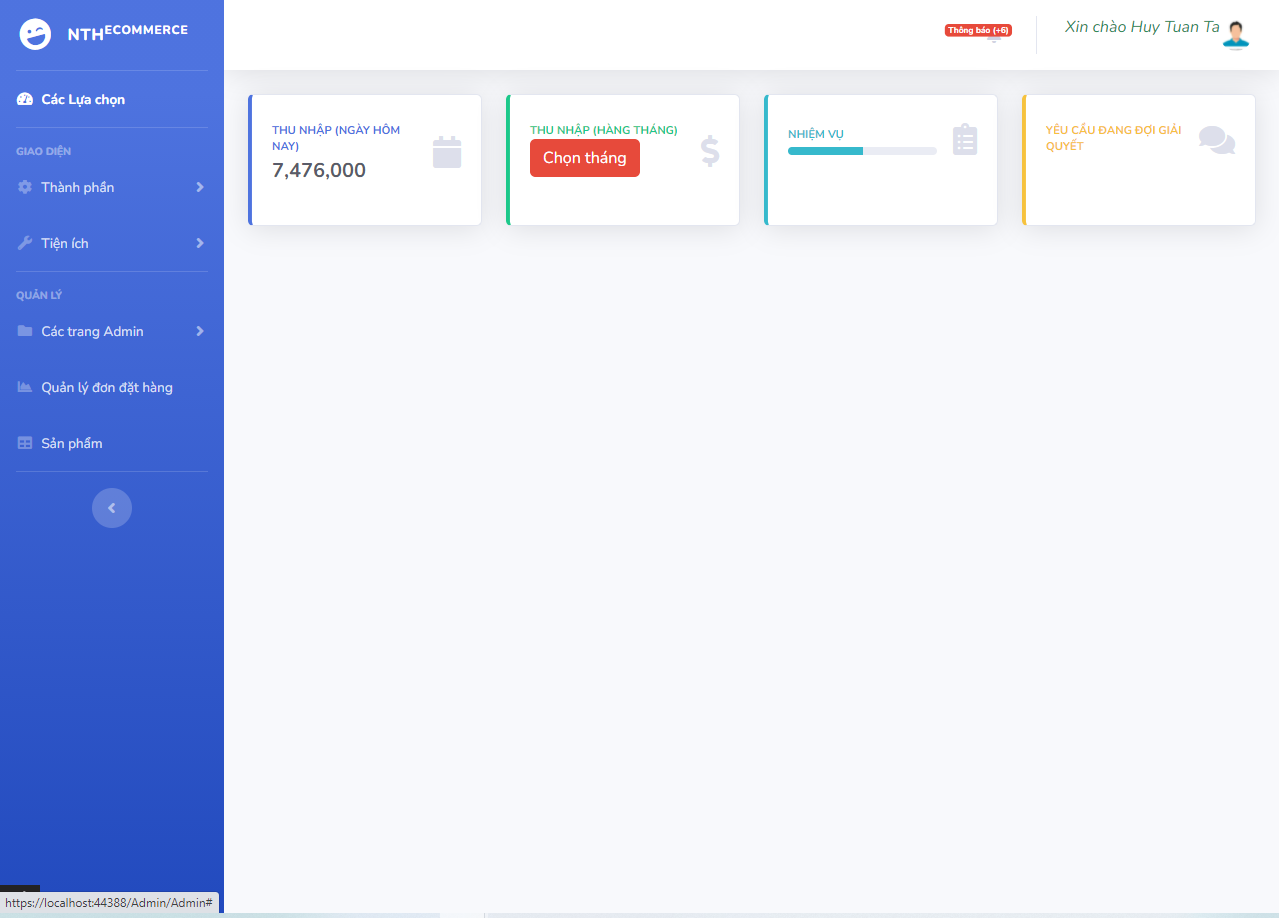 NTHECOMMERCE
Thông báo (+6)
Xin chào Huy Tuan Ta
Các Lựa chọn
GIAO DIỆN
Thành phần
Tiện ích
QUẢN LÝ
Các trang Admin
Quản lý đơn đặt hàng
Sản phẩm
THU NHẬP (NGÀY HÔM
NAY)
7,476,000
THU NHẬP (HÀNG THÁNG)
Chọn tháng
NHIỆM VỤ
YÊU CẦU ĐANG ĐỢI GIẢI
QUYẾT
https://localhost:44388/Admin/Admin#